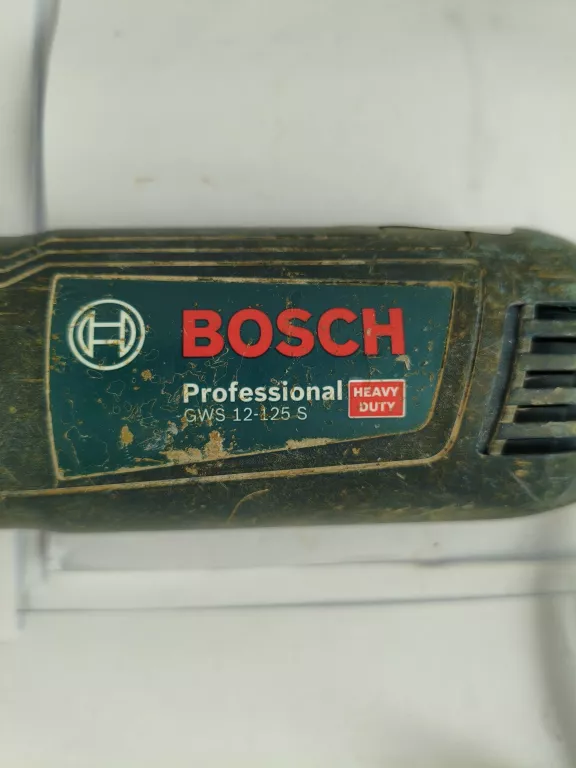 BOSCH
Professional HEAVY DUTY
GWS 12-125 S